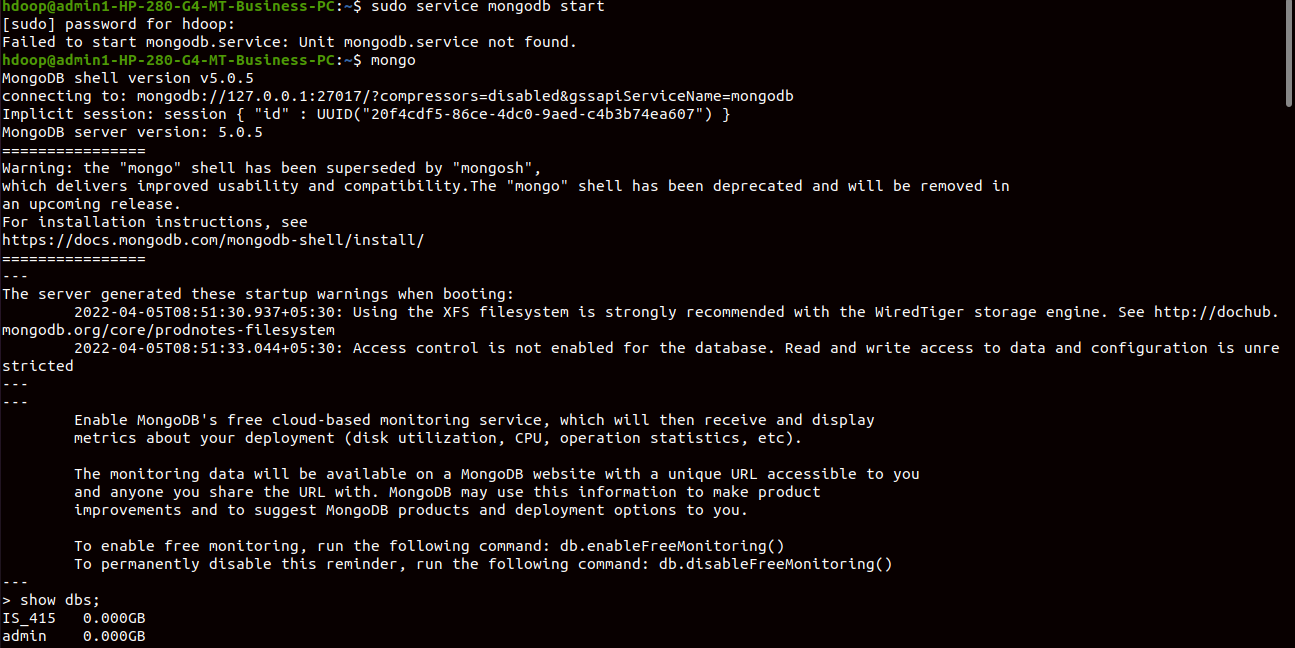 hdoop@admin1-HP-280-G4-MT-Business-PC:~$ sudo service mongodb start
[sudo] password for hdoop:
Failed to start mongodb.service: Unit mongodb.service not found.
hdoop@admin1-HP-280-G4-MT-Business-PC:~$ mongo
MongoDB shell version v5.0.5
connecting to: mongodb://127.0.0.1:27017/?compressors=disabled&gssapiServiceName=mongodb
Implicit session: session { "id" : UUID("20f4cdf5-86ce-4dc0-9aed-c4b3b74ea607") }
MongoDB server version: 5.0.5
================
Warning: the "mongo" shell has been superseded by "mongosh",
which delivers improved usability and compatibility.The "mongo" shell has been deprecated and will be removed in
an upcoming release.
For installation instructions, see
https://docs.mongodb.com/mongodb-shell/install/
================
---
The server generated these startup warnings when booting:
        2022-04-05T08:51:30.937+05:30: Using the XFS filesystem is strongly recommended with the WiredTiger storage engine. See http://dochub.
mongodb.org/core/prodnotes-filesystem
        2022-04-05T08:51:33.044+05:30: Access control is not enabled for the database. Read and write access to data and configuration is unre
stricted
---
---
        Enable MongoDB's free cloud-based monitoring service, which will then receive and display
        metrics about your deployment (disk utilization, CPU, operation statistics, etc).

        The monitoring data will be available on a MongoDB website with a unique URL accessible to you
        and anyone you share the URL with. MongoDB may use this information to make product
        improvements and to suggest MongoDB products and deployment options to you.

        To enable free monitoring, run the following command: db.enableFreeMonitoring()
        To permanently disable this reminder, run the following command: db.disableFreeMonitoring()
---
> show dbs;
IS_415   0.000GB
admin    0.000GB